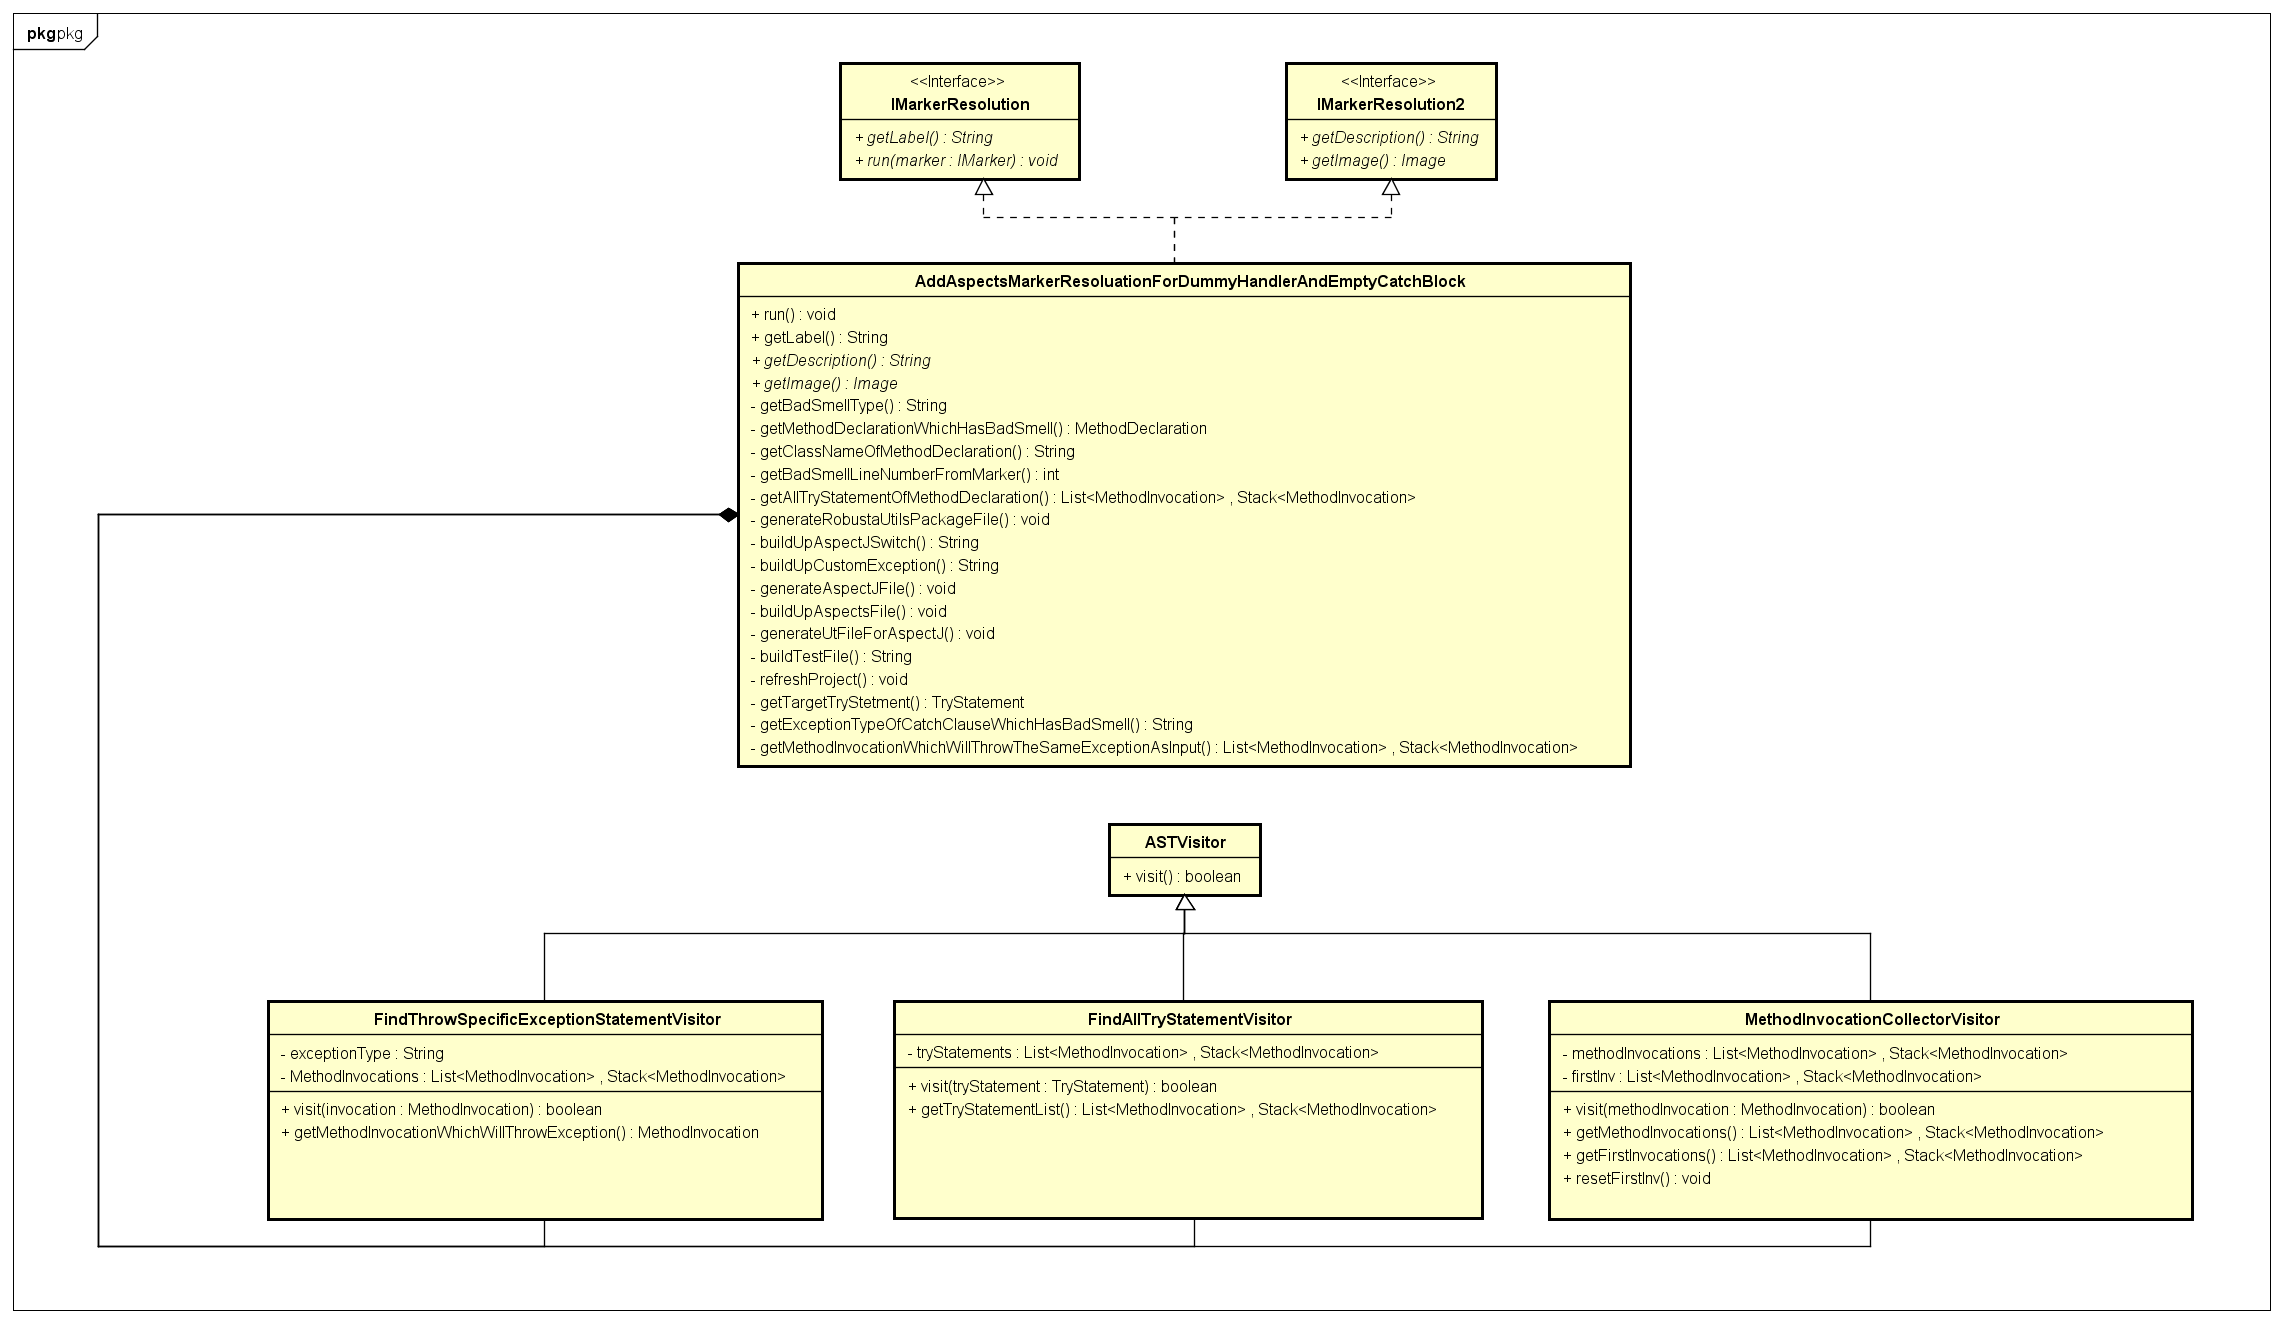 pkgpkg
<<Interface>>
IMarkerResolution
+ getLabel() : String
+ run(marker : IMarker) : void
<<Interface>>
IMarkerResolution2
+ getDescription() : String
+ getImage() : Image
AddAspectsMarkerResoluationForDummyHandlerAndEmptyCatchBlock
+ run() : void
+ getLabel() : String
+ getDescription() : String
+ getImage() : Image
- getBadSmellType() : String
- getMethodDeclarationWhichHasBadSmell() : MethodDeclaration
- getClassNameOfMethodDeclaration() : String
- getBadSmellLineNumberFromMarker() : int
- getAllTryStatementOfMethodDeclaration() : List<MethodInvocation> , Stack<MethodInvocation>
- generateRobustaUtilsPackageFile() : void
- buildUpAspectJSwitch() : String
- buildUpCustomException() : String
- generateAspectJFile() : void
- buildUpAspectsFile() : void
- generateUtFileForAspectJ() : void
- buildTestFile() : String
- refreshProject() : void
- getTargetTryStetment() : TryStatement
- getExceptionTypeOfCatchClauseWhichHasBadSmell() : String
- getMethodInvocationWhichWillThrowTheSameExceptionAsInput() : List<MethodInvocation> , Stack<MethodInvocation>
ASTVisitor
+ visit() : boolean
FindThrowSpecificExceptionStatementVisitor
- exceptionType : String
- MethodInvocations : List<MethodInvocation> , Stack<MethodInvocation>
+ visit(invocation : MethodInvocation) : boolean
+ getMethodInvocationWhichWillThrowException() : MethodInvocation
FindAllTryStatementVisitor
- tryStatements : List<MethodInvocation> , Stack<MethodInvocation>
+ visit(tryStatement : TryStatement) : boolean
+ getTryStatementList() : List<MethodInvocation> , Stack<MethodInvocation>
MethodInvocationCollectorVisitor
- methodInvocations : List<MethodInvocation> , Stack<MethodInvocation>
- firstInv : List<MethodInvocation> , Stack<MethodInvocation>
+ visit(methodInvocation : MethodInvocation) : boolean
+ getMethodInvocations() : List<MethodInvocation> , Stack<MethodInvocation>
+ getFirstInvocations() : List<MethodInvocation> , Stack<MethodInvocation>
+ resetFirstInv() : void